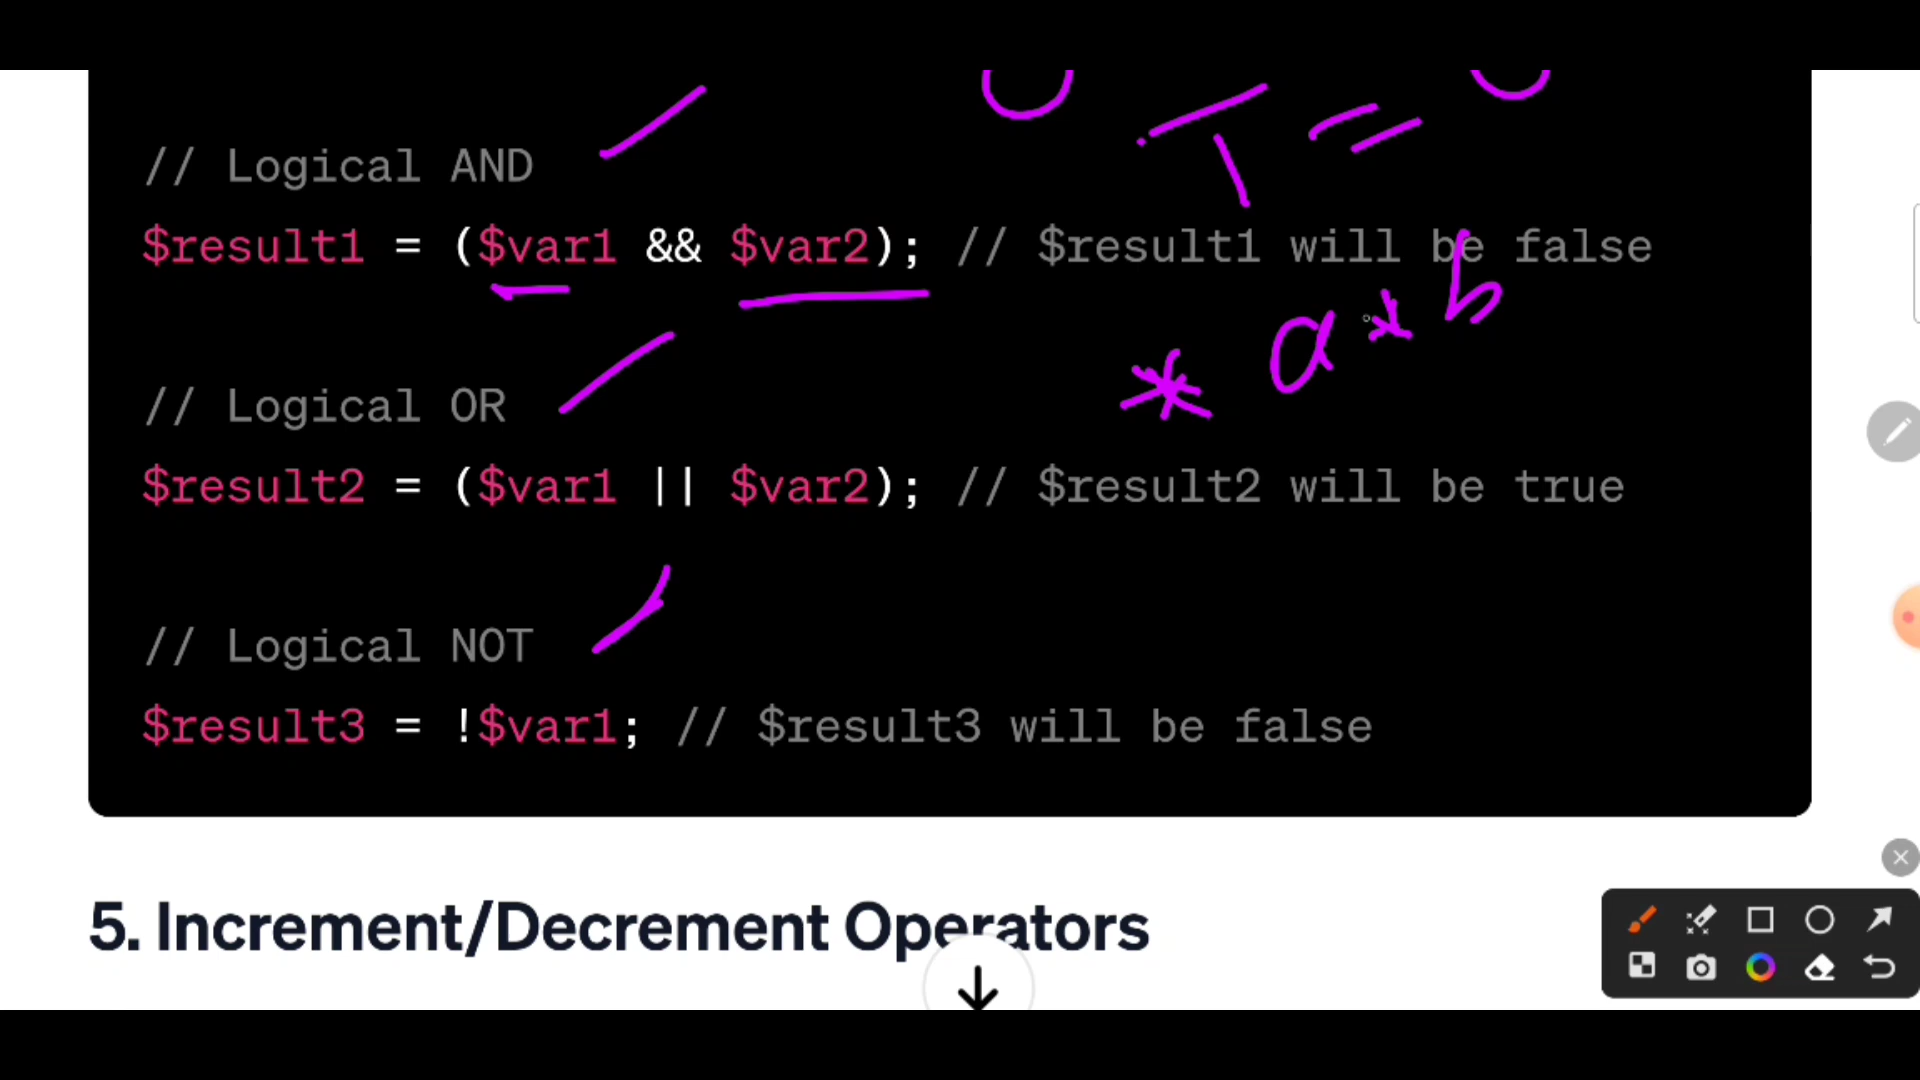 // Logical AND
$result1 = ($var1 && $var2); // $result1 will be false
* a * b
// Logical OR
$result2 = ($var1 || $var2); // $result2 will be true
// Logical NOT
$result3 = !$var1; // $result3 will be false
5. Increment/Decrement Operators